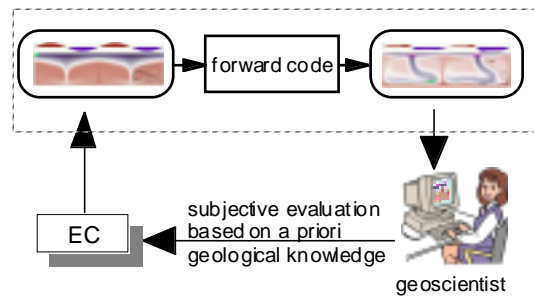 forward code
subjective evaluation
based on a priori
geological knowledge
EC
geoscientist